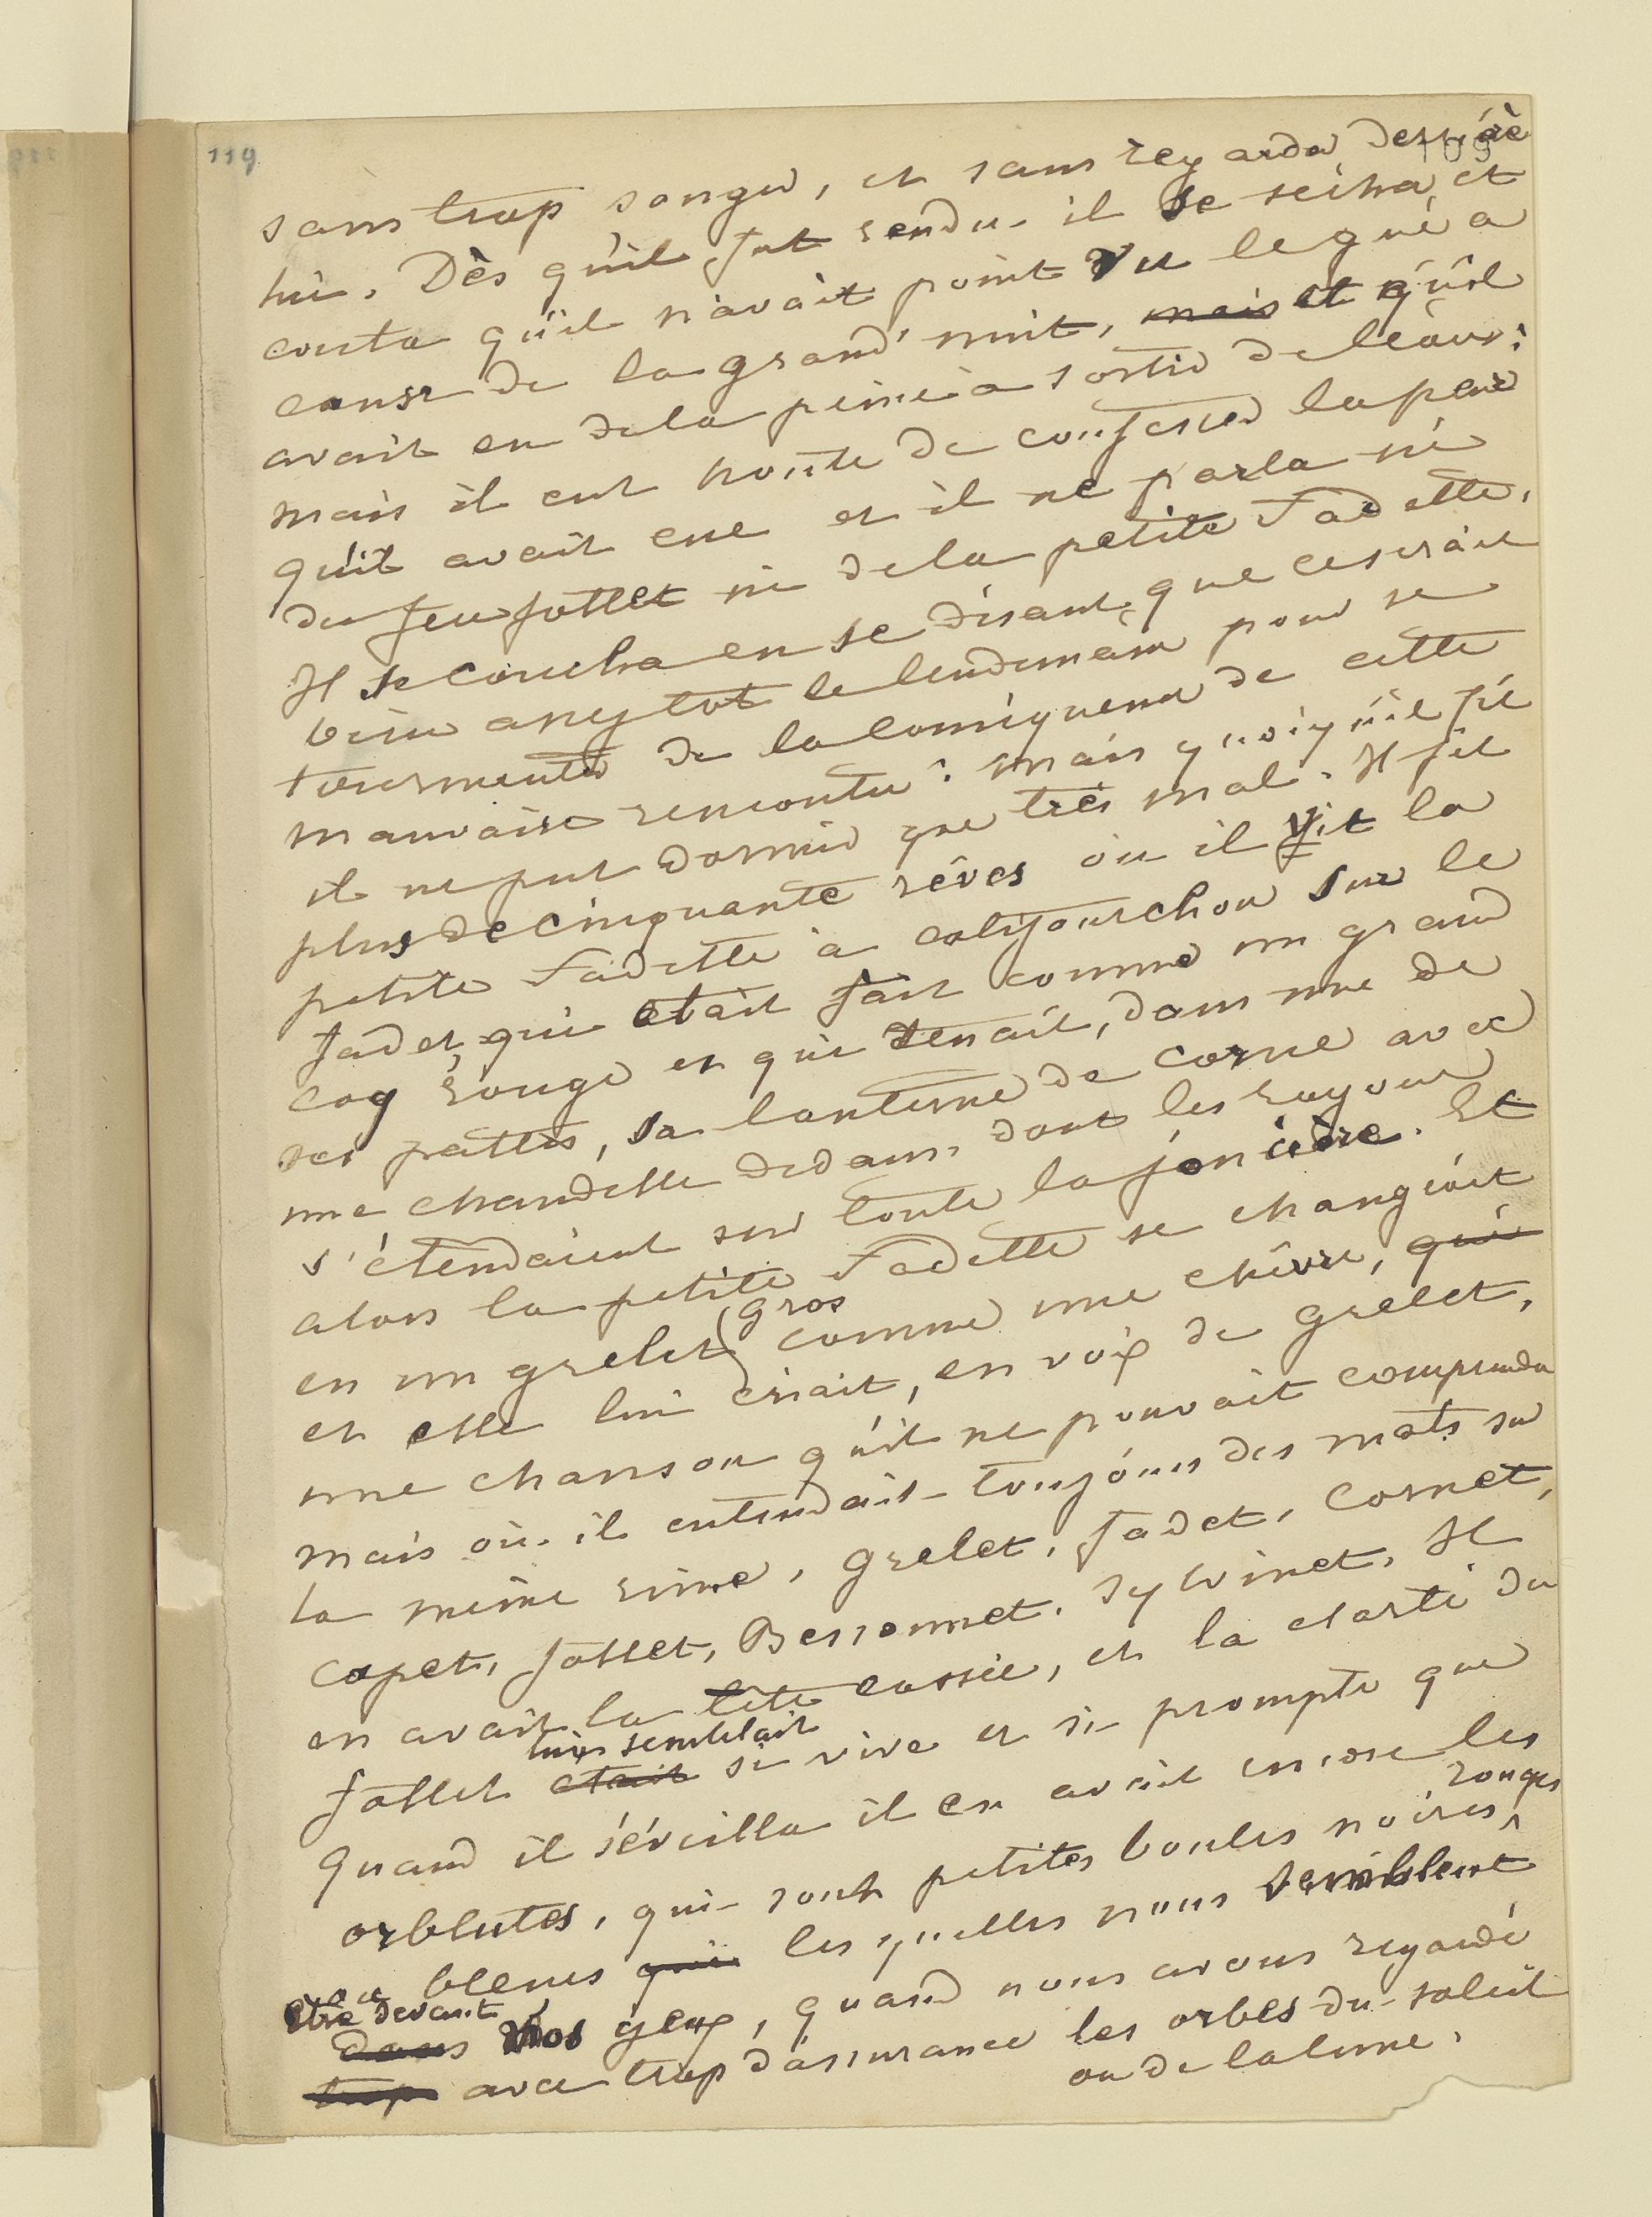 119
109
sans trop songer, et sans regarder derrière
lui. Dès qu'il fut rendu il se sécha et
conta qu'il n'avait point vu le gué a
cause de la grand' nuit, mais et qu'il
avait eu de la peine a sortir de l'eau:
mais il eut honte de confesser la peur
qu'il avait eue et il ne parla ni
du feu follet ni de la petite Fadette.
Il se coucha en se disant que ce serait
bien assez tôt le lendemain pour se
tourmenter de la conséquence de cette
mauvaise rencontre: mais quoiqu'il fit
il ne put dormir que très mal. Il fit
plus de cinquante rêves où il vit la
petite Fadette à califourchon sur le
fadet, qui était fait comme un grand
coq rouge et qui tenait, dans une de
ses pattes, sa lanterne de corne avec
une chandelle dedans dont les rayons
s'étendaient sur toute la joncière. Et
alors la petite Fadette se changeait
en un grelet gros comme une chèvre, qui
et elle lui criait, en voix de grelet,
une chanson qu'il ne pouvait comprendre
mais où il entendait toujours des mots sur
la même rime, grelet, fadet, cornet,
capet, follet, Bessonnet, Sylvinet. Il
en avait la tête cassée, et la clarté du
follet était lui semblait si vive et si prompte que
quand il s'éveilla il en avait encore les
orblutes, qui sont petites boules noires, rouges
ou bleues qui lesquelles nous semblent
être devant dans nos yeux, quand nous avons regardé
trop avec trop d'assurance les orbes du soleil
ou de la lune.